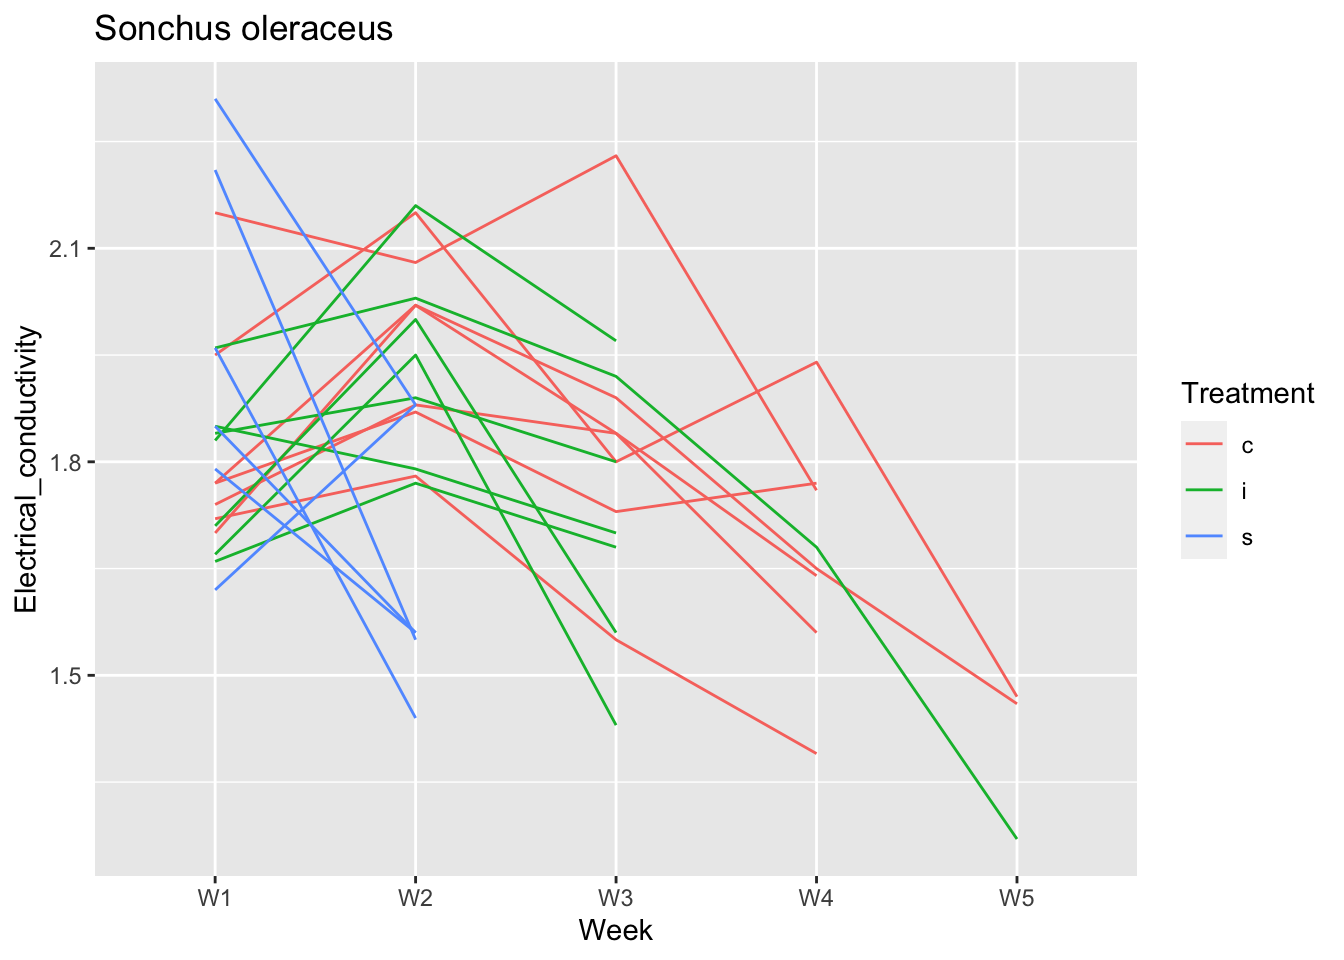 Sonchus oleraceus
Electrical_conductivity
2.1
1.8
1.5
W1 W2 W3 W4 W5
Week
Treatment
c
i
s